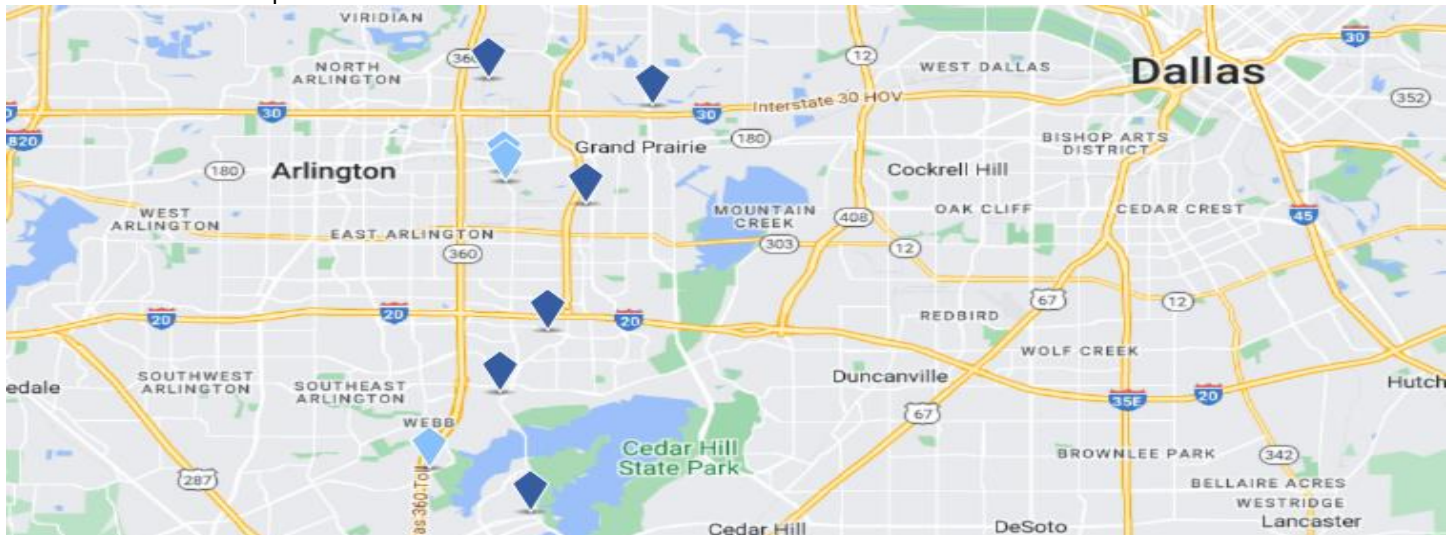 VIRIDIAN
30
NORTH
ARLINGTON
360
12
WEST DALLAS
Dallas
352
Interstate 30 HOV
30
30
820
180
BISHOP ARTS
DISTRICT
Grand Prairie
180
Arlington
Cockrell Hill
WEST
ARLINGTON
MOUNTAIN
CREEK
408
OAK CLIFF
CEDAR CREST
45
EAST ARLINGTON
303
12
360
67
12
20
20
20
REDBIRD
WOLF CREEK
SOUTHWEST
ARLINGTON
SOUTHEAST
ARLINGTON
Duncanville
edale
Hutch
35E
20
67
WEBB
Cedar Hill
State Park
287
BROWNLEE PARK
342
BELLAIRE ACRES
WESTRIDGE
Lancaster
as 360 Toll
Cedar Hill
DeSoto